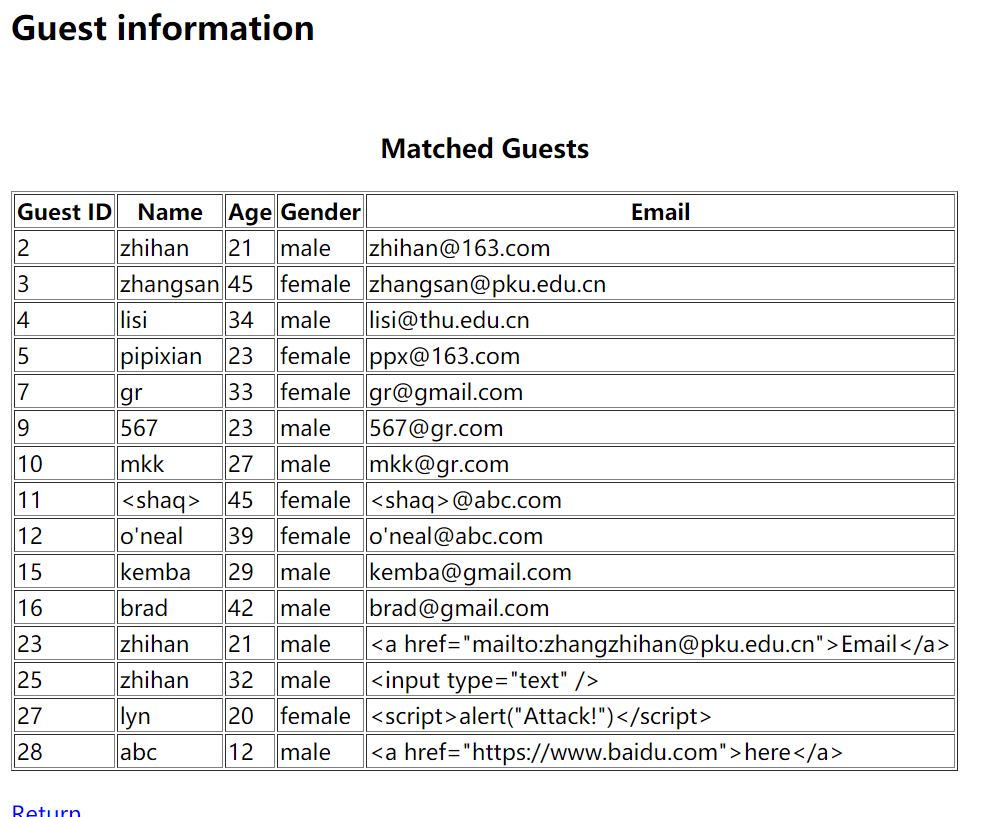 Guest information
Matched Guests
Guest ID Name Age Gender Email
2 zhihan 21 male zhihan@163.com
3 zhangsan 45 female zhangsan@pku.edu.cn
4 lisi 34 male lisi@thu.edu.cn
5 pipixian 23 female ppx@163.com
7 gr 33 female gr@gmail.com
9 567 23 male 567@gr.com
10 mkk 27 male mkk@gr.com
11 <shaq> 45 female <shaq>@abc.com
12 o'neal 39 female o'neal@abc.com
15 kemba 29 male kemba@gmail.com
16 brad 42 male brad@gmail.com
23 zhihan 21 male <a href="mailto:zhangzhihan@pku.edu.cn">Email</a>
25 zhihan 32 male <input type="text" />
27 lyn 20 female <script>alert("Attack!")</script>
28 abc 12 male <a href="https://www.baidu.com">here</a>
Return